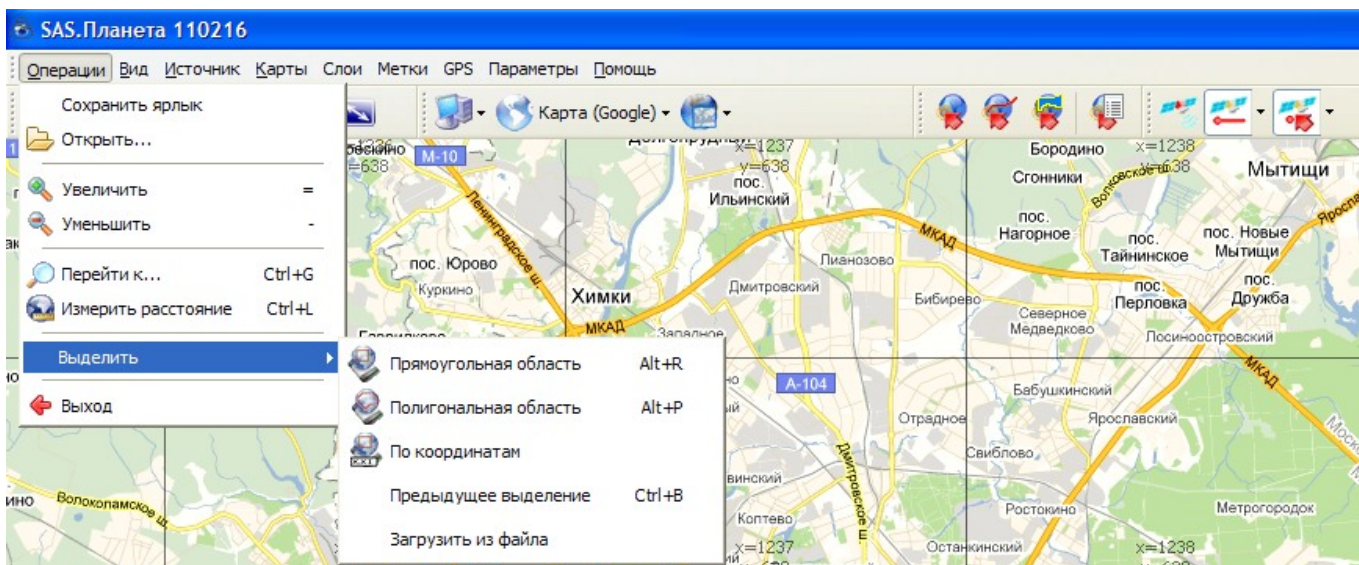 SAS.Планета 110216
Операции Вид Источник Карты Слои Метки GPS Параметры Помощь
Сохранить ярлык
Открыть...
Увеличить =
Уменьшить -
Перейти к... Ctrl+G
Измерить расстояние Ctrl+L
Выделить
Выход
Прямоугольная область Alt+R
Полигональная область Alt+P
По координатам
Предыдущее выделение Ctrl+B
Загрузить из файла
Карта (Google)
М-10
x=1237
y=638
Бородино
x=1238
Сгонники
Мытищи
пос.
Ильинский
Ленинградское ш.
МКАД
пос.
Нагорное
пос.
Тайнинское
пос. Новые
Мытищи
пос. Юрово
Лианозово
Куркино
Химки
Дмитровский
Бибирево
пос.
Перловка
пос.
Дружба
Северное
Медведково
МКАД
Западное
Лосиноостровский
МКАД
А-104
Бабушкинский
Отрадное
Ярославский
Свиблово
Дмитровское ш.
Волоколамское ш.
Коптево
Ростокино
Метрогородок
x=1237
Останкинский
x=1238